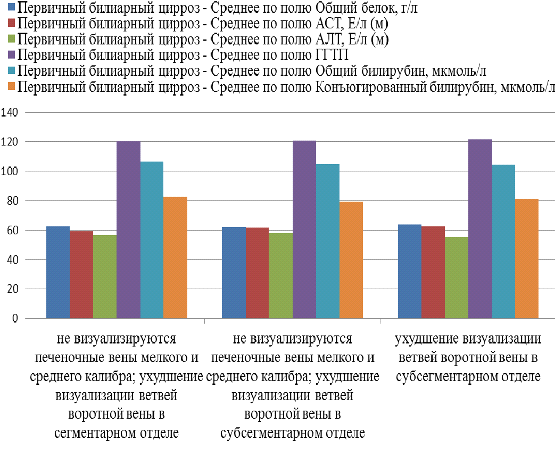 Первичный билиарный цирроз - Среднее по полю Общий белок, г/л
Первичный билиарный цирроз - Среднее по полю АСТ, Е/л (м)
Первичный билиарный цирроз - Среднее по полю АЛТ, Е/л (м)
Первичный билиарный цирроз - Среднее по полю ГГТП
Первичный билиарный цирроз - Среднее по полю Общий билирубин, мкмоль/л
Первичный билиарный цирроз - Среднее по полю Конъюгированный билирубин, мкмоль/л
140
120
100
80
60
40
20
0
не визуализируются
печеночные вены мелкого и
среднего калибра; ухудшение
визуализации ветвей
воротной вены в
сегментарном отделе
не визуализируются
печеночные вены мелкого и
среднего калибра; ухудшение
визуализации ветвей
воротной вены в
субсегментарном отделе
ухудшение визуализации
ветвей воротной вены в
субсегментарном отделе